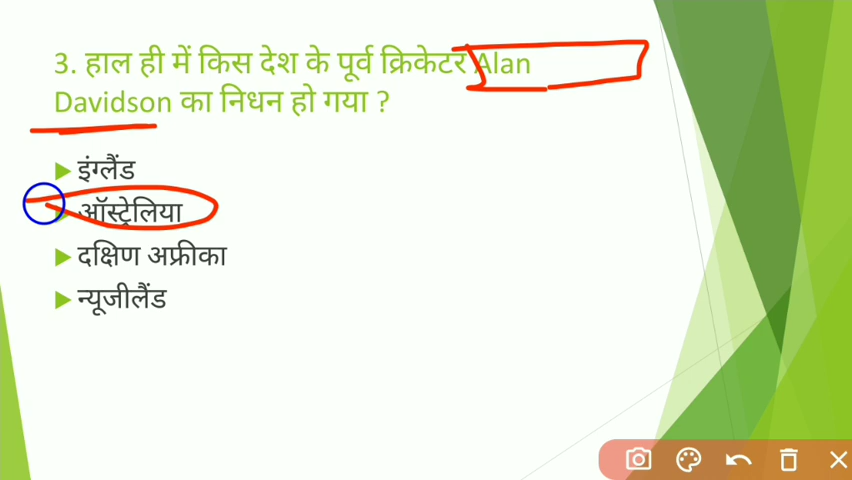 3. हाल ही में किस देश के पूर्व क्रिकेटर Alan
Davidson का निधन हो गया ?
इंग्लैंड
ऑस्ट्रेलिया
दक्षिण अफ्रीका
न्यूजीलैंड